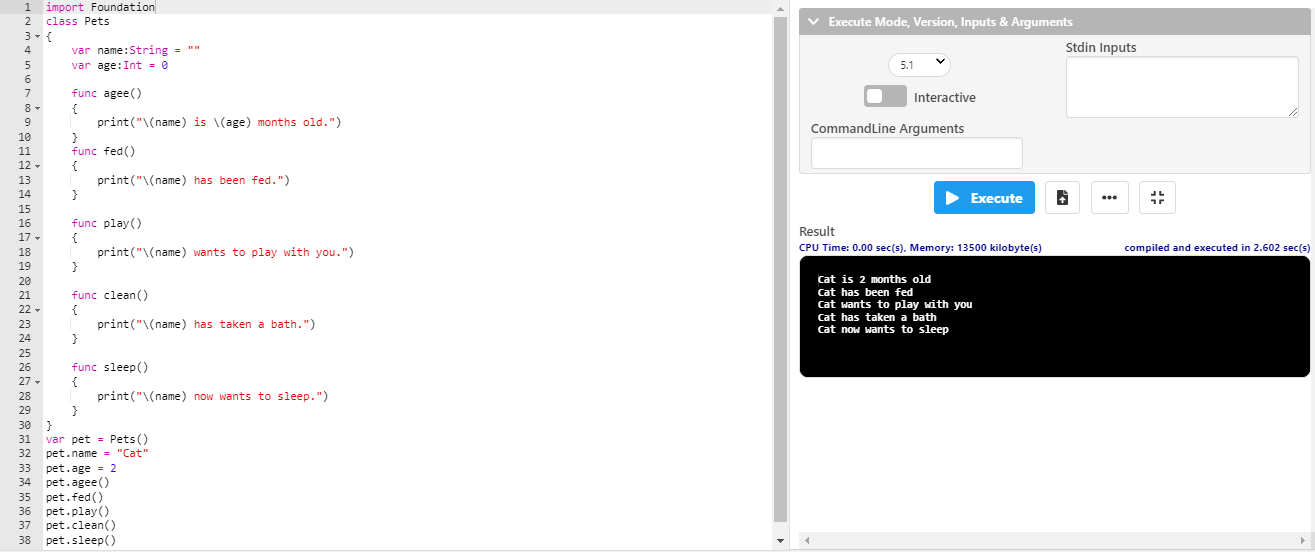 1 import Foundation
2 class Pets
3 {
4 var name:String = ""
5 var age:Int = 0
6
7 func agee()
8 {
9 print("\(name) is \(age) months old.")
10 }
11 func fed()
12 {
13 print("\(name) has been fed.")
14 }
15
16 func play()
17 {
18 print("\(name) wants to play with you.")
19 }
20
21 func clean()
22 {
23 print("\(name) has taken a bath.")
24 }
25
26 func sleep()
27 {
28 print("\(name) now wants to sleep.")
29 }
30 }
31 var pet = Pets()
32 pet.name = "Cat"
33 pet.age = 2
34 pet.agee()
35 pet.fed()
36 pet.play()
37 pet.clean()
38 pet.sleep()
Execute Mode, Version, Inputs & Arguments
5.1
Interactive
Stdin Inputs
CommandLine Arguments
Execute
Result
CPU Time: 0.00 sec(s), Memory: 13500 kilobyte(s)
compiled and executed in 2.602 sec(s)
Cat is 2 months old
Cat has been fed
Cat wants to play with you
Cat has taken a bath
Cat now wants to sleep